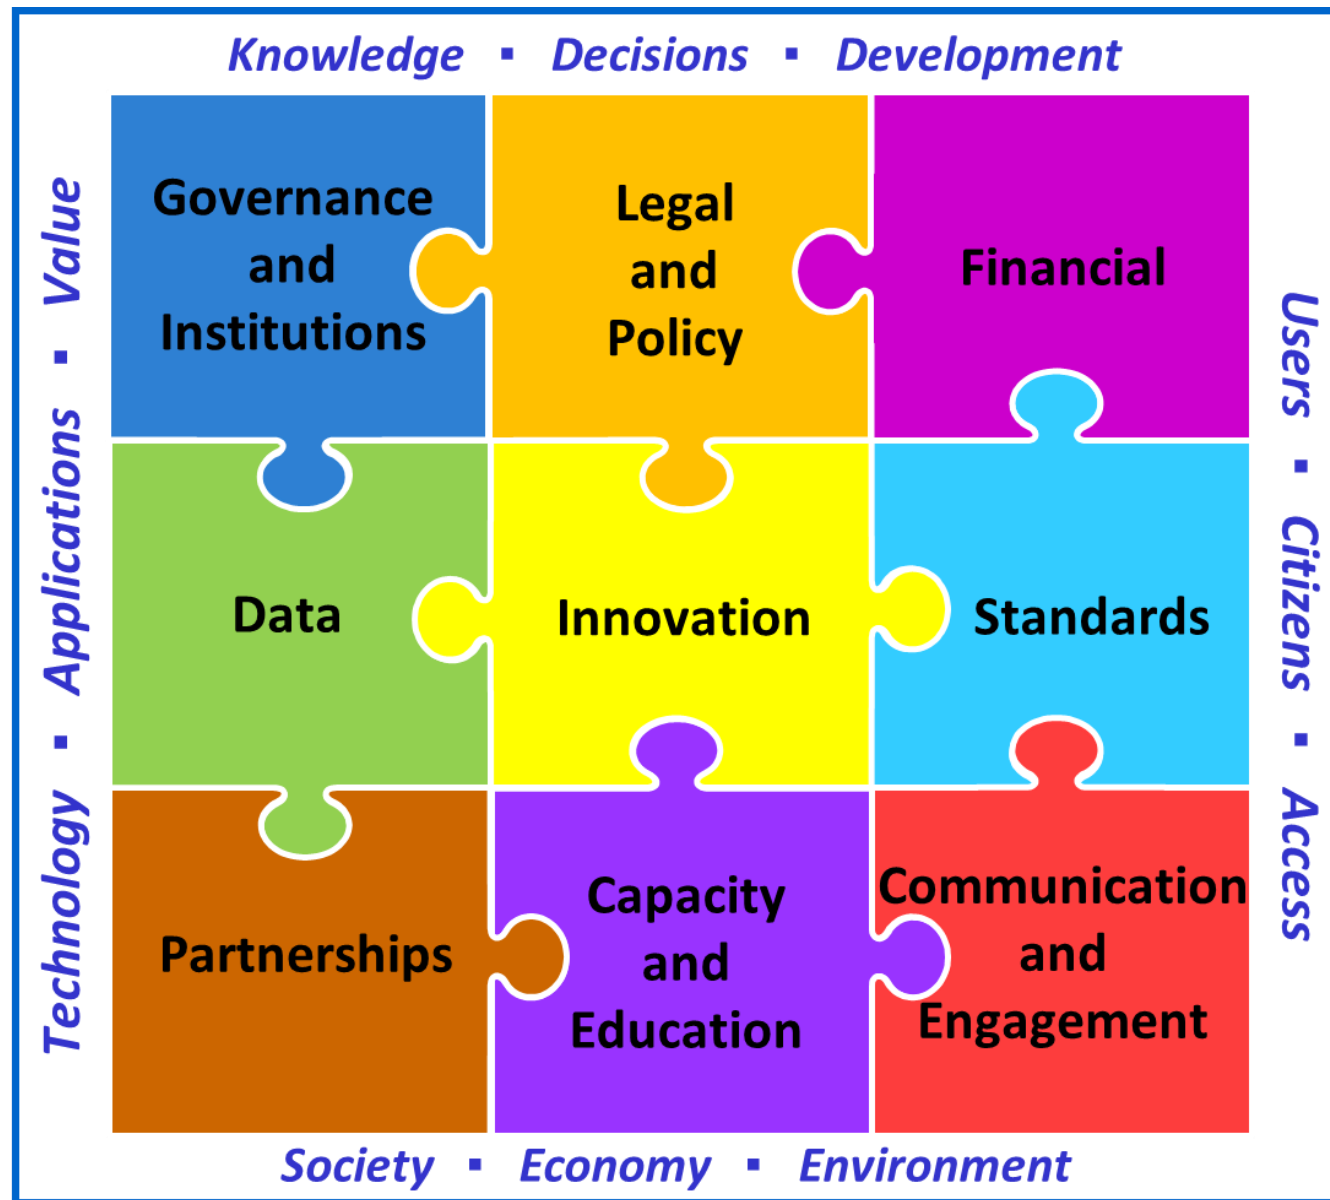 Knowledge ▪ Decisions ▪ Development
Technology ▪ Applications ▪ Value
Governance
and
Institutions
Legal
and
Policy
Financial
Data
Innovation
Standards
Partnerships
Capacity
and
Education
Communication
and
Engagement
Users ▪ Citizens ▪ Access
Society ▪ Economy ▪ Environment